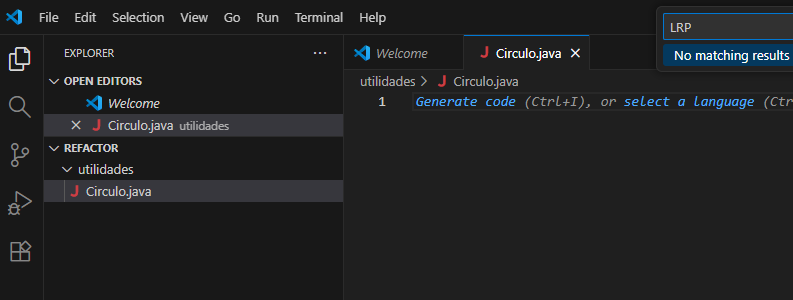 File Edit Selection View Go Run Terminal Help
LRP
No matching results
EXPLORER
OPEN EDITORS
Welcome
Circulo.java utilidades
REFACTOR
utilidades
Circulo.java
Welcome
Circulo.java
utilidades > Circulo.java
1 Generate code (Ctrl+I), or select a language (Ctr